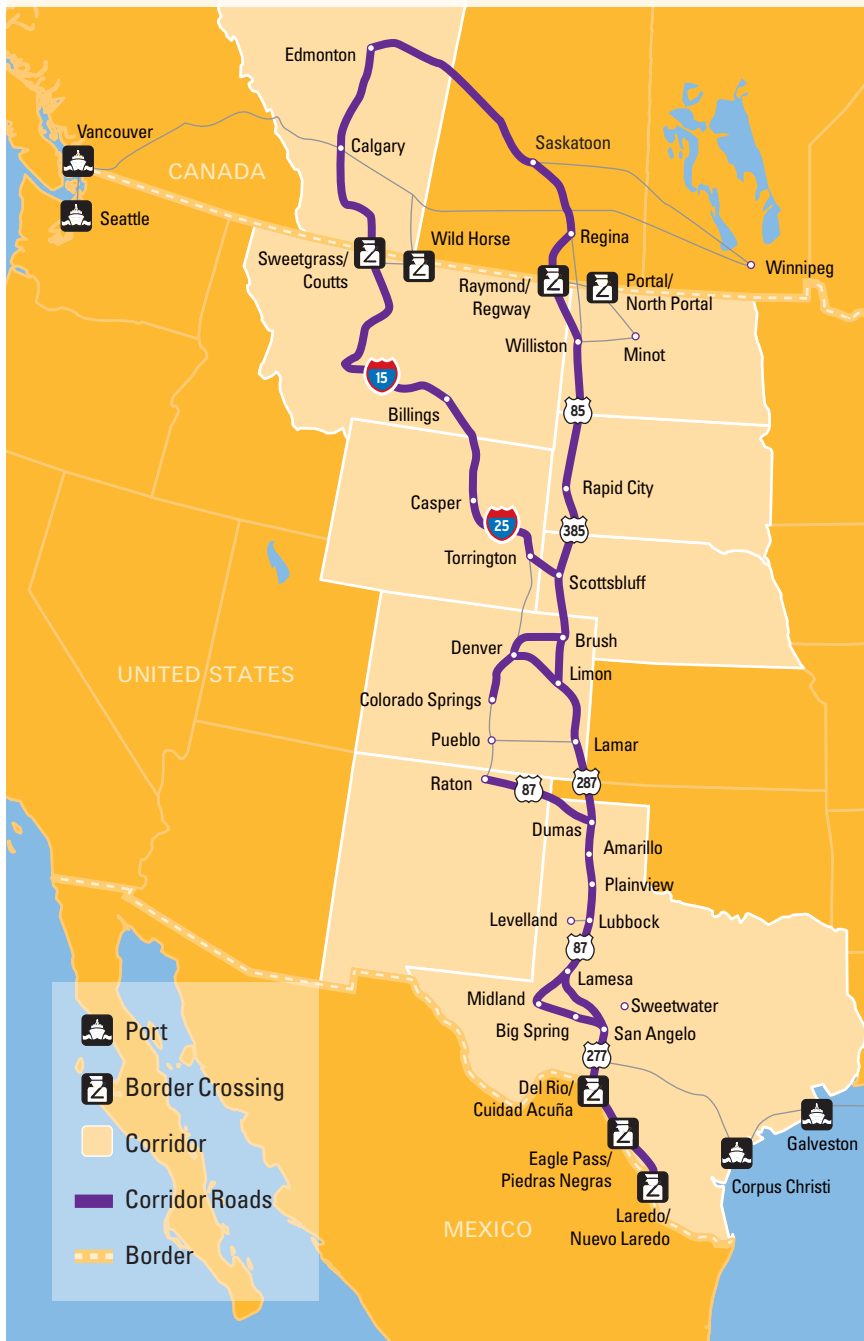 Edmonton
Vancouver
Calgary
Saskatoon
CANADA
Seattle
Regina
Wild Horse
Sweetgrass/
Coutts
Winnipeg
Raymond/
Regway
Portal/
North Portal
Williston
Minot
15
Billings
85
Rapid City
Casper
25
385
Torrington
Scottsbluff
Brush
Denver
Limon
UNITED STATES
Colorado Springs
Pueblo
Lamar
Raton
87
287
Dumas
Amarillo
Plainview
Levelland
Lubbock
87
Lamesa
Midland
Sweetwater
Big Spring
San Angelo
277
Del Rio/
Cuidad Acuña
Eagle Pass/
Piedras Negras
Galveston
Corpus Christi
Laredo/
Nuevo Laredo
MEXICO
Port
Border Crossing
Corridor
Corridor Roads
Border